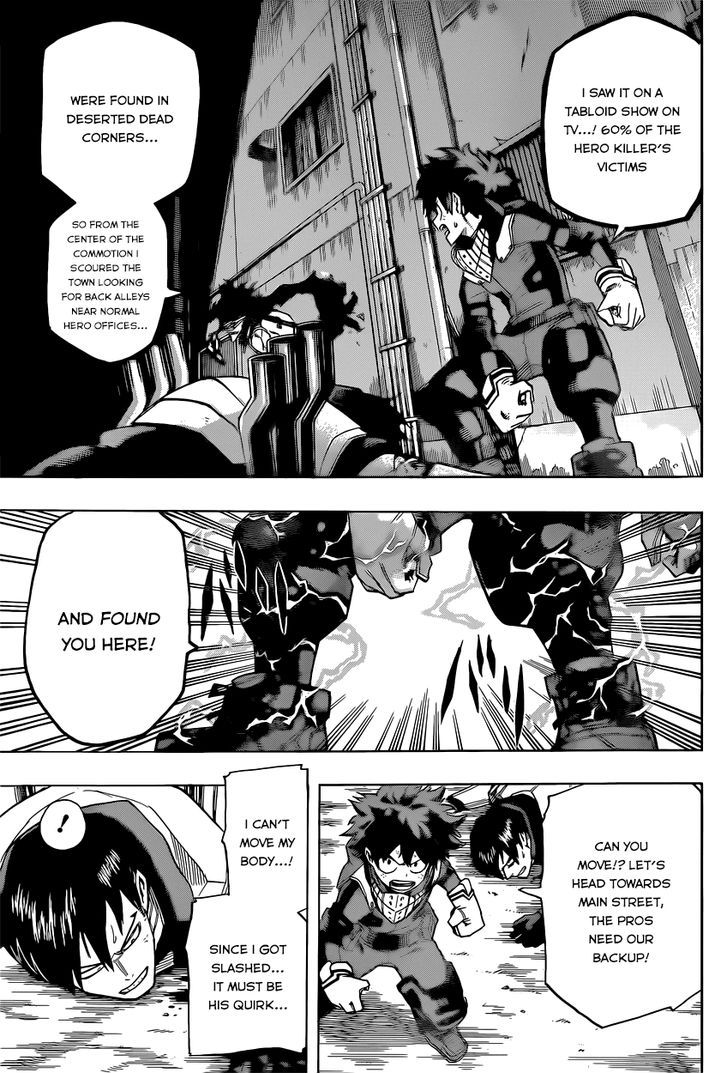 I SAW IT ON A
TABLOID SHOW ON
TV...! 60% OF THE
HERO KILLER'S
VICTIMS
WERE FOUND IN
DESERTED DEAD
CORNERS...
SO FROM THE
CENTER OF THE
COMMOTION I
SCOURED THE
TOWN LOOKING
FOR BACK ALLEYS
NEAR NORMAL
HERO OFFICES...
AND FOUND
YOU HERE!
CAN YOU
MOVE!? LET'S
HEAD TOWARDS
MAIN STREET,
THE PROS
NEED OUR
BACKUP!
I CAN'T
MOVE MY
BODY...!
SINCE I GOT
SLASHED...
IT MUST BE
HIS QUIRK...
!